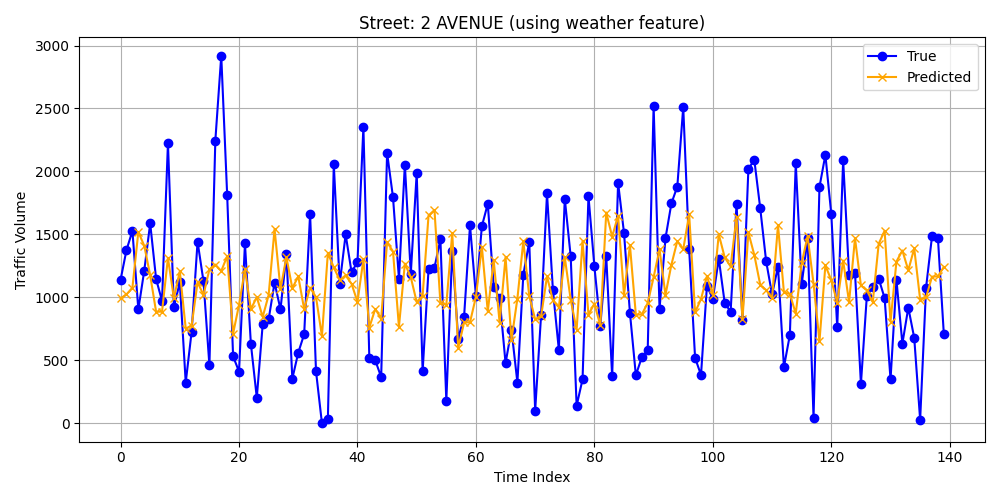 Street: 2 AVENUE (using weather feature)
True
Predicted
Traffic Volume
3000
2500
2000
1500
1000
500
0
0 20 40 60 80 100 120 140
Time Index